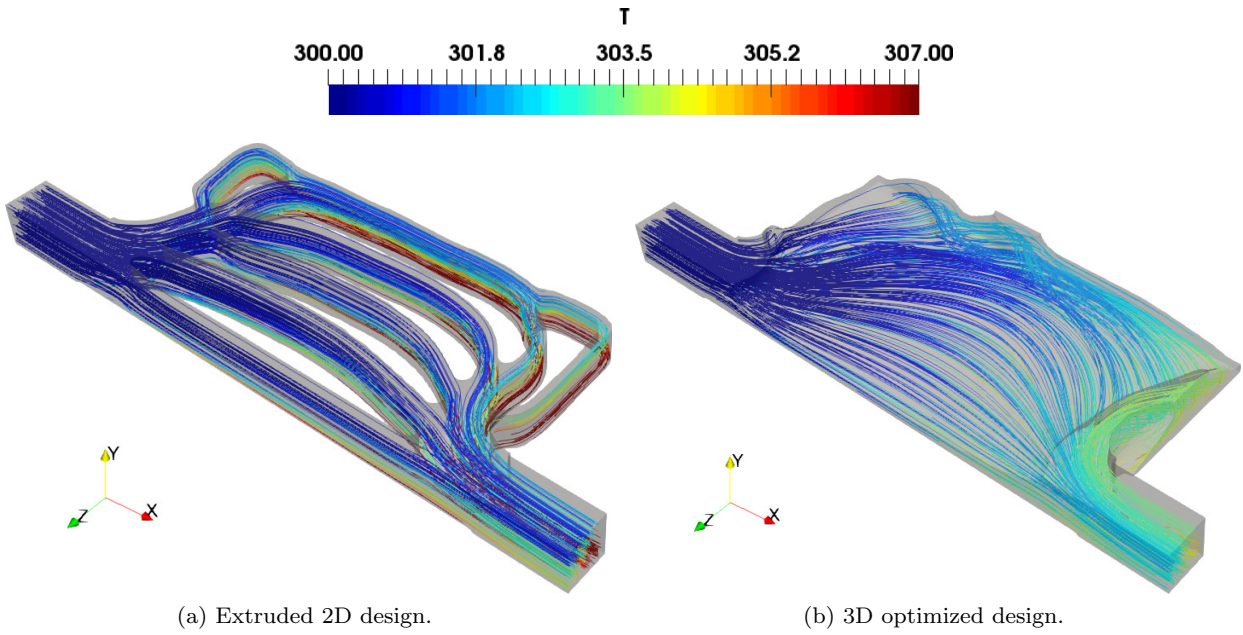 T
300.00 301.8 303.5 305.2 307.00
Y
Z X
Y
Z X
(a) Extruded 2D design.
(b) 3D optimized design.